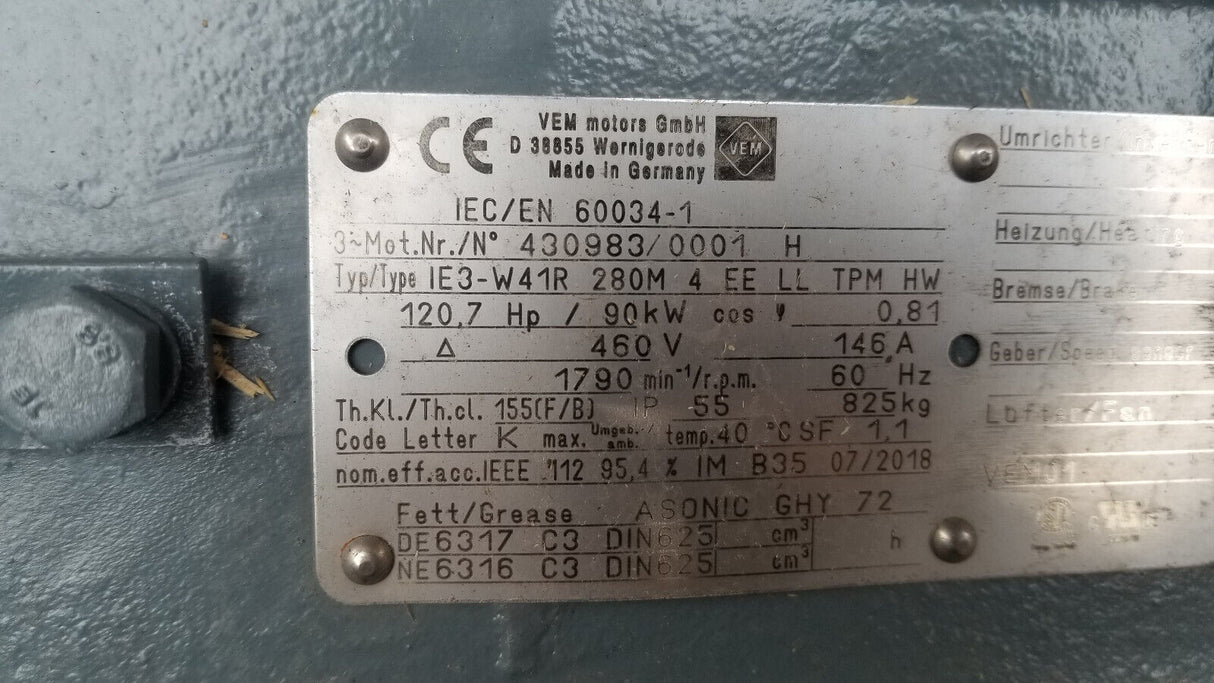 CE
VEM motors GmbH
D 38855 Wernigerode
Made in Germany
VEM
IEC/EN 60034-1
3~Mot.Nr./N° 430983/0001 H
Typ/Type IE3-W41R 280M 4 EE LL TPM HW
120,7 Hp / 90kW cos φ 0,81
Δ 460 V 146 A
1790 min⁻¹/r.p.m. 60 Hz
Th.Kl./Th.cl. 155(F/B) IP 55 825kg
Code Letter K max. Umgeb./amb. temp. 40 °C SF 1,1
nom.eff.acc.IEEE 112 95,4 % IM B35 07/2018
Fett/Grease ASONIC GHY 72
DE6317 C3 DIN625 cm³ h
NE6316 C3 DIN625 cm³
Umrichter
Heizung/Heating
Bremse/Brake
Geber/Speed
Lüfter/Fan
98